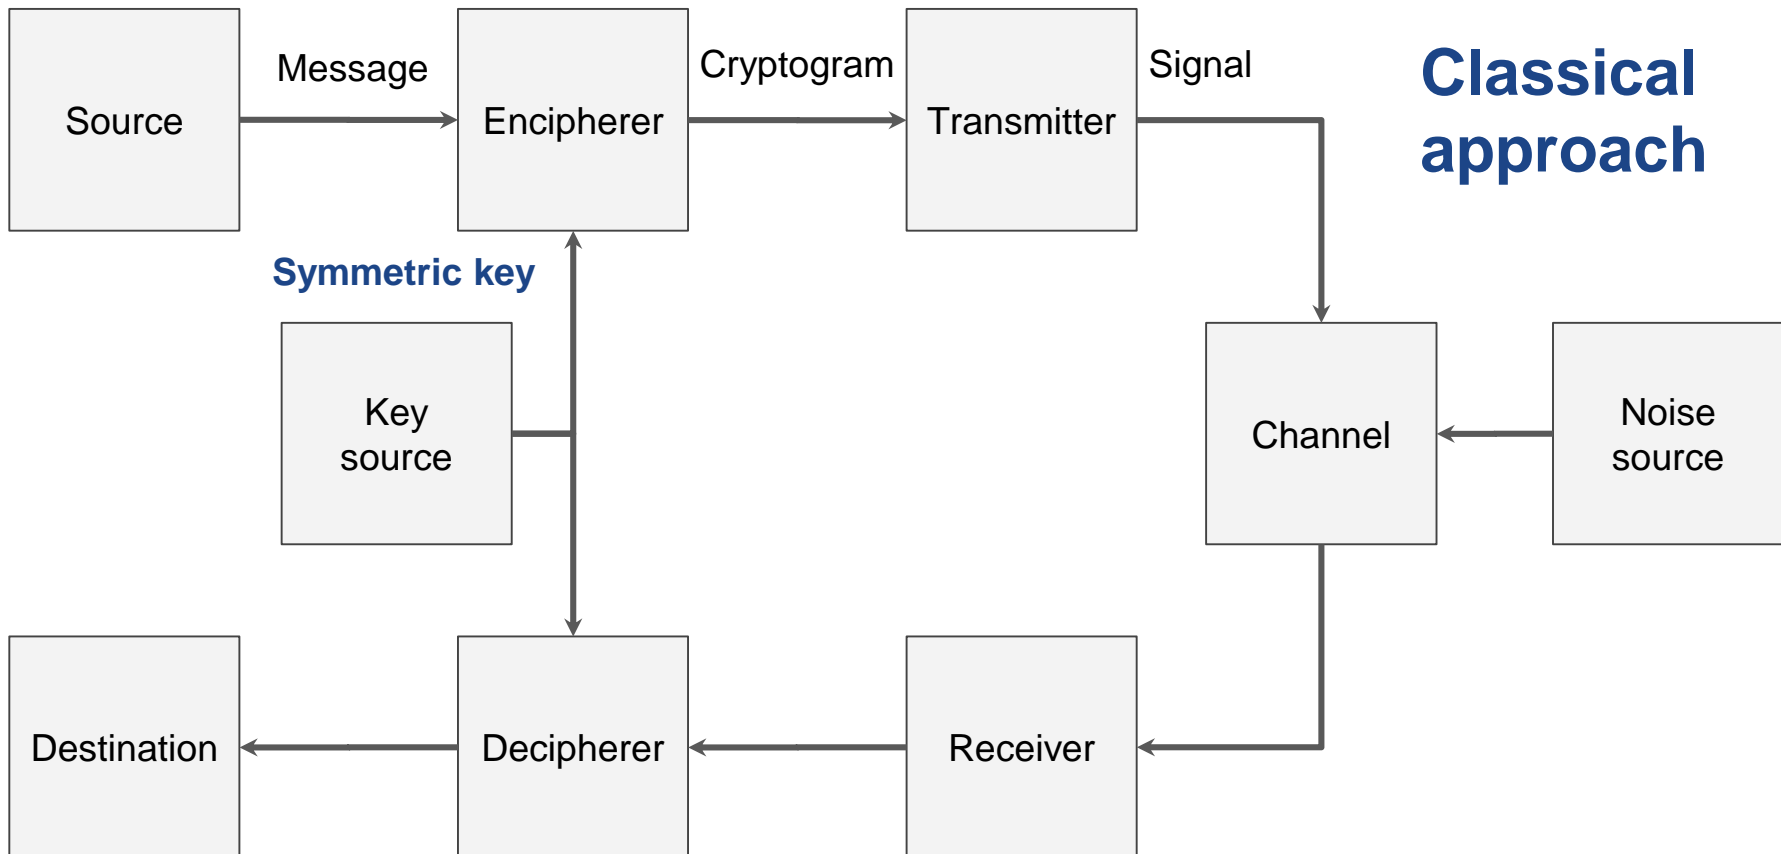 Message
Cryptogram
Signal
Classical
approach
Source
Encipherer
Transmitter
Symmetric key
Key
source
Channel
Noise
source
Destination
Decipherer
Receiver